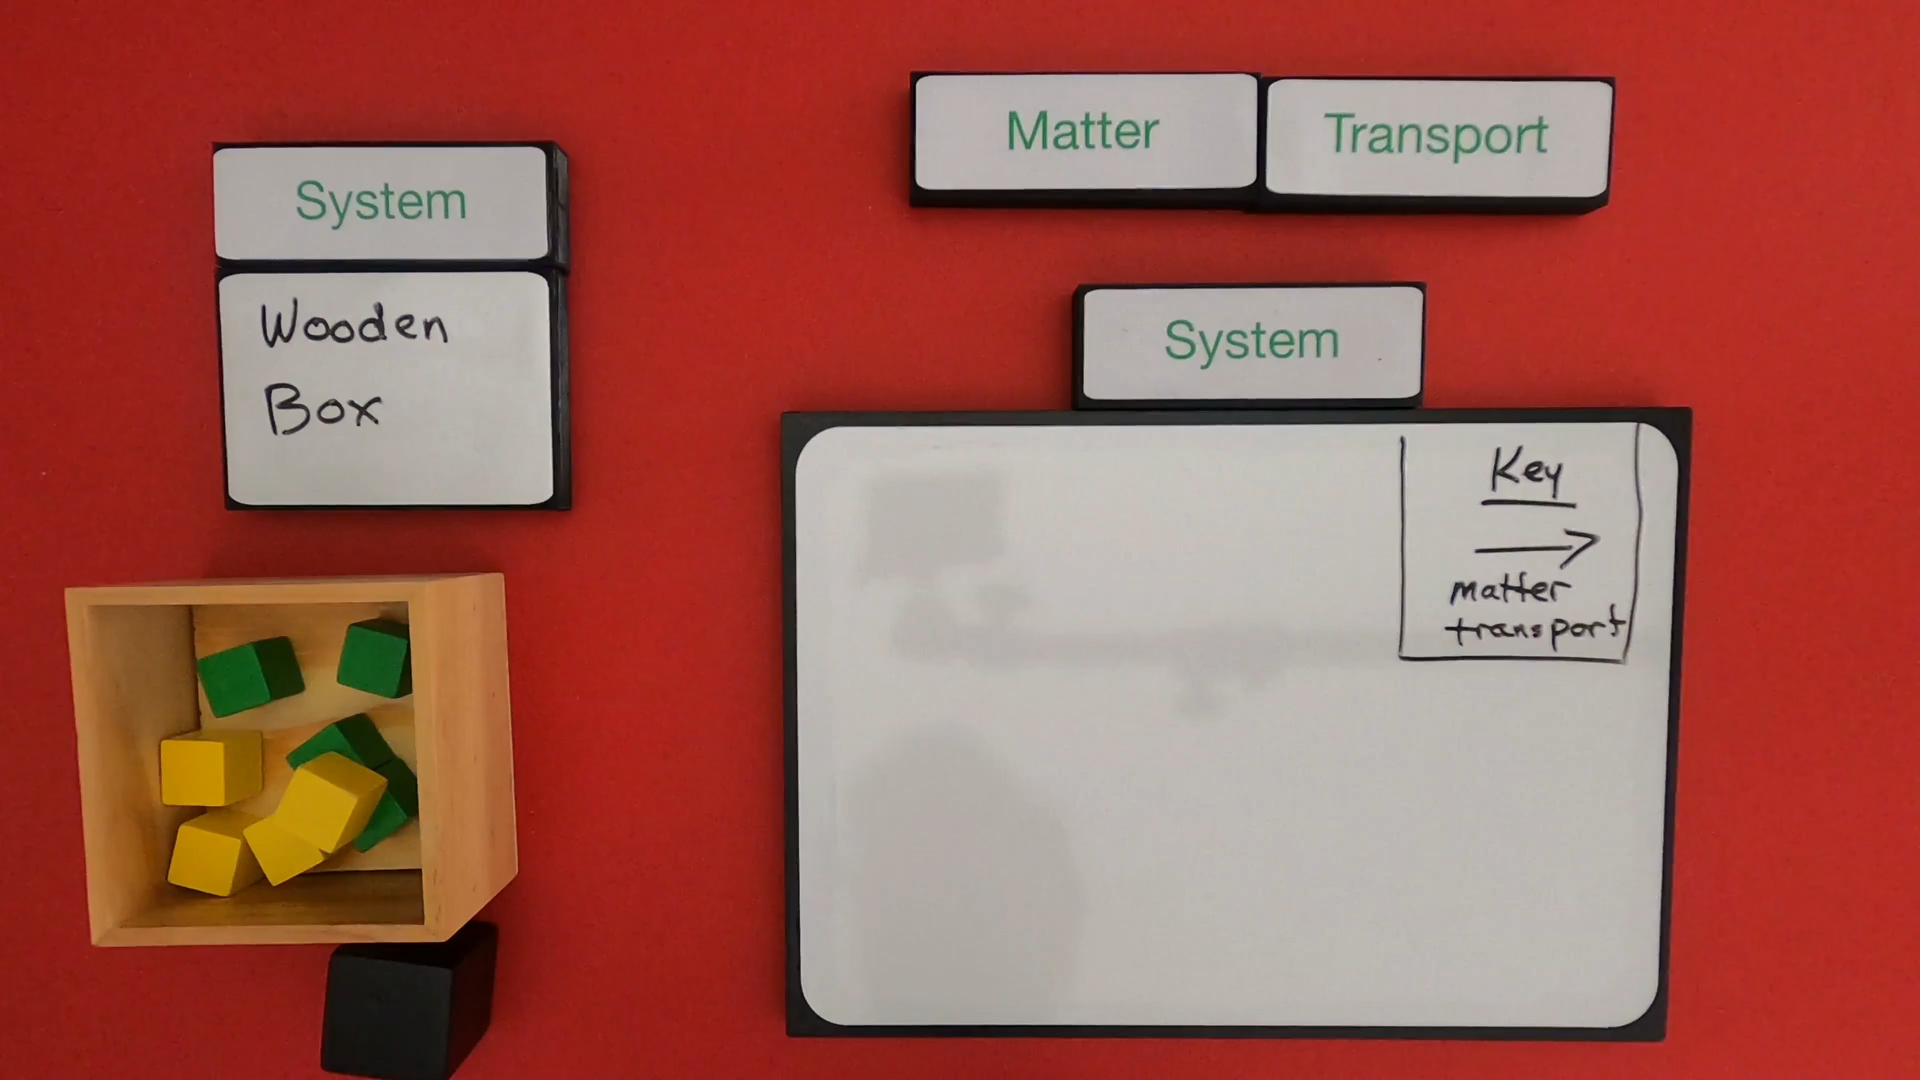 System
Wooden
Box
Matter Transport
System
Key
matter
transport